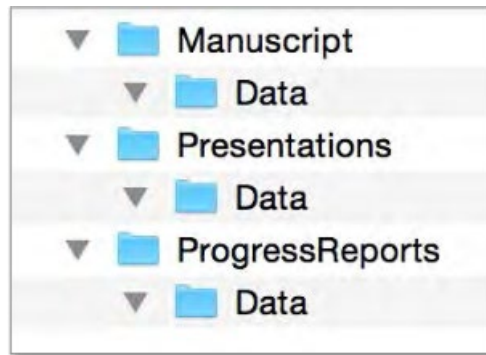 Manuscript
Data
Presentations
Data
ProgressReports
Data